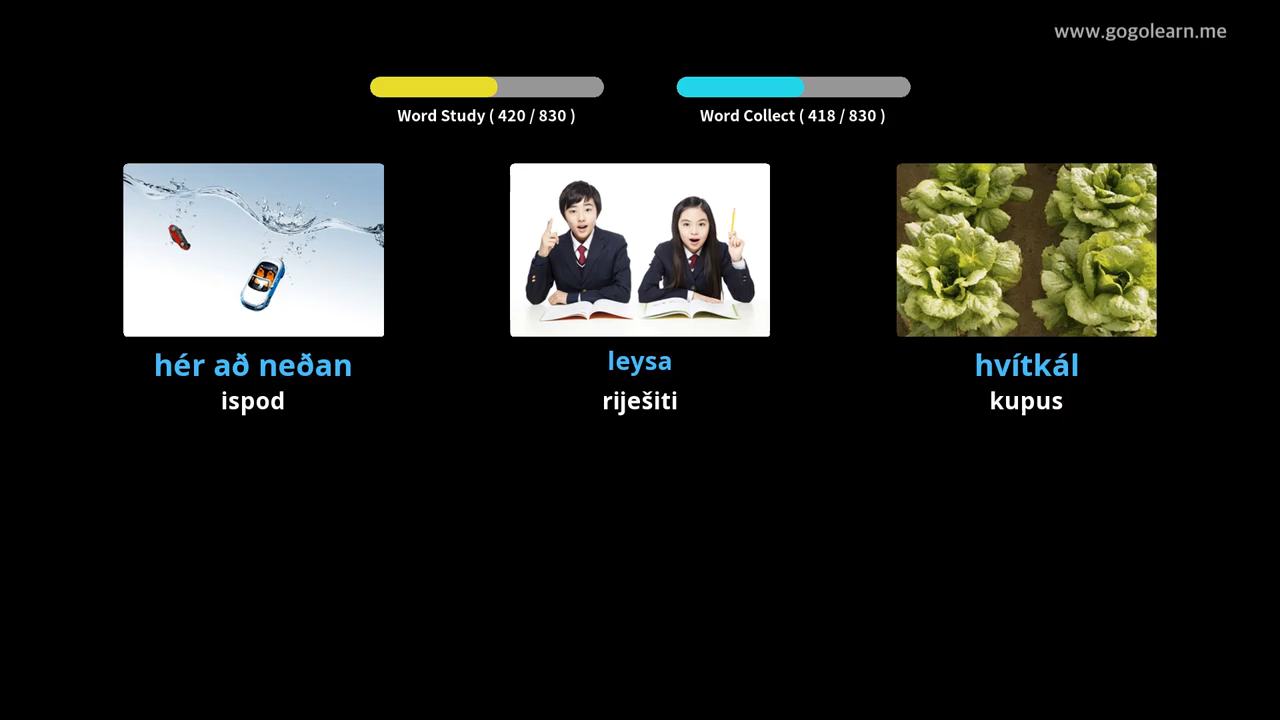 www.gogolearn.me
Word Study ( 420 / 830 )
Word Collect ( 418 / 830 )
hér að neðan
ispod
leysa
riješiti
hvítkál
kupus